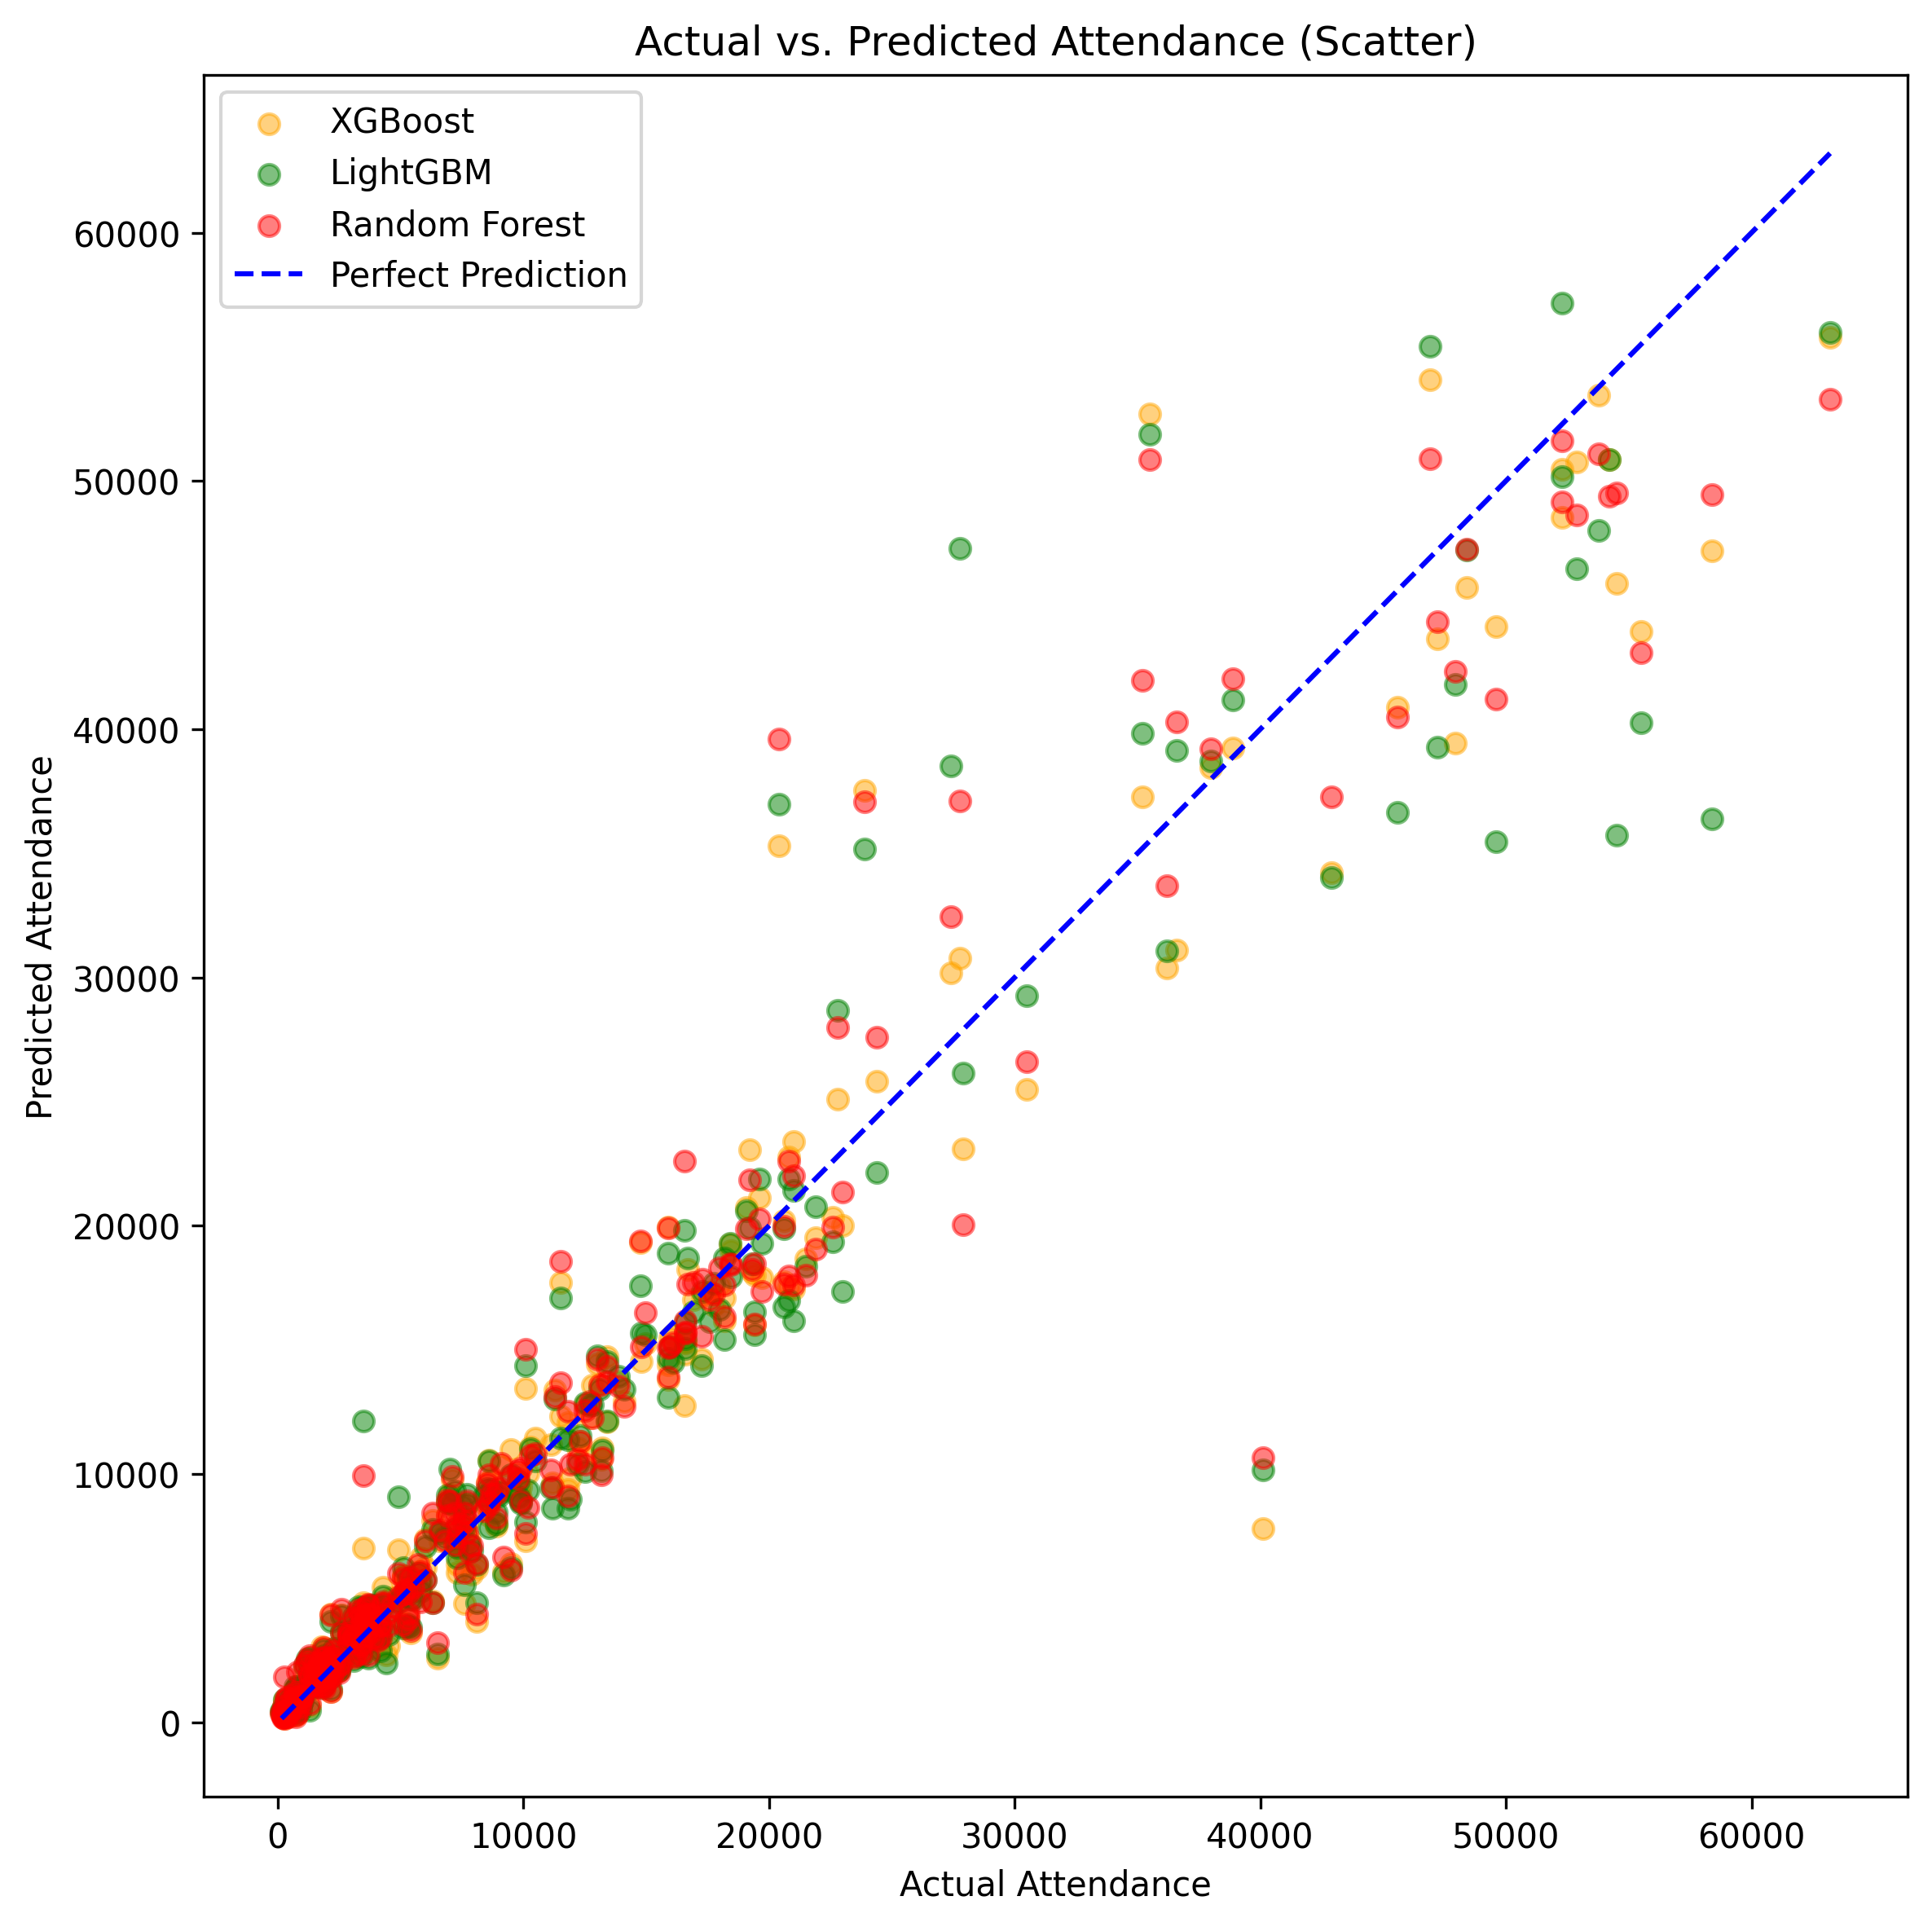 Actual vs. Predicted Attendance (Scatter)
XGBoost
LightGBM
Random Forest
Perfect Prediction
Predicted Attendance
60000
50000
40000
30000
20000
10000
0
0 10000 20000 30000 40000 50000 60000
Actual Attendance